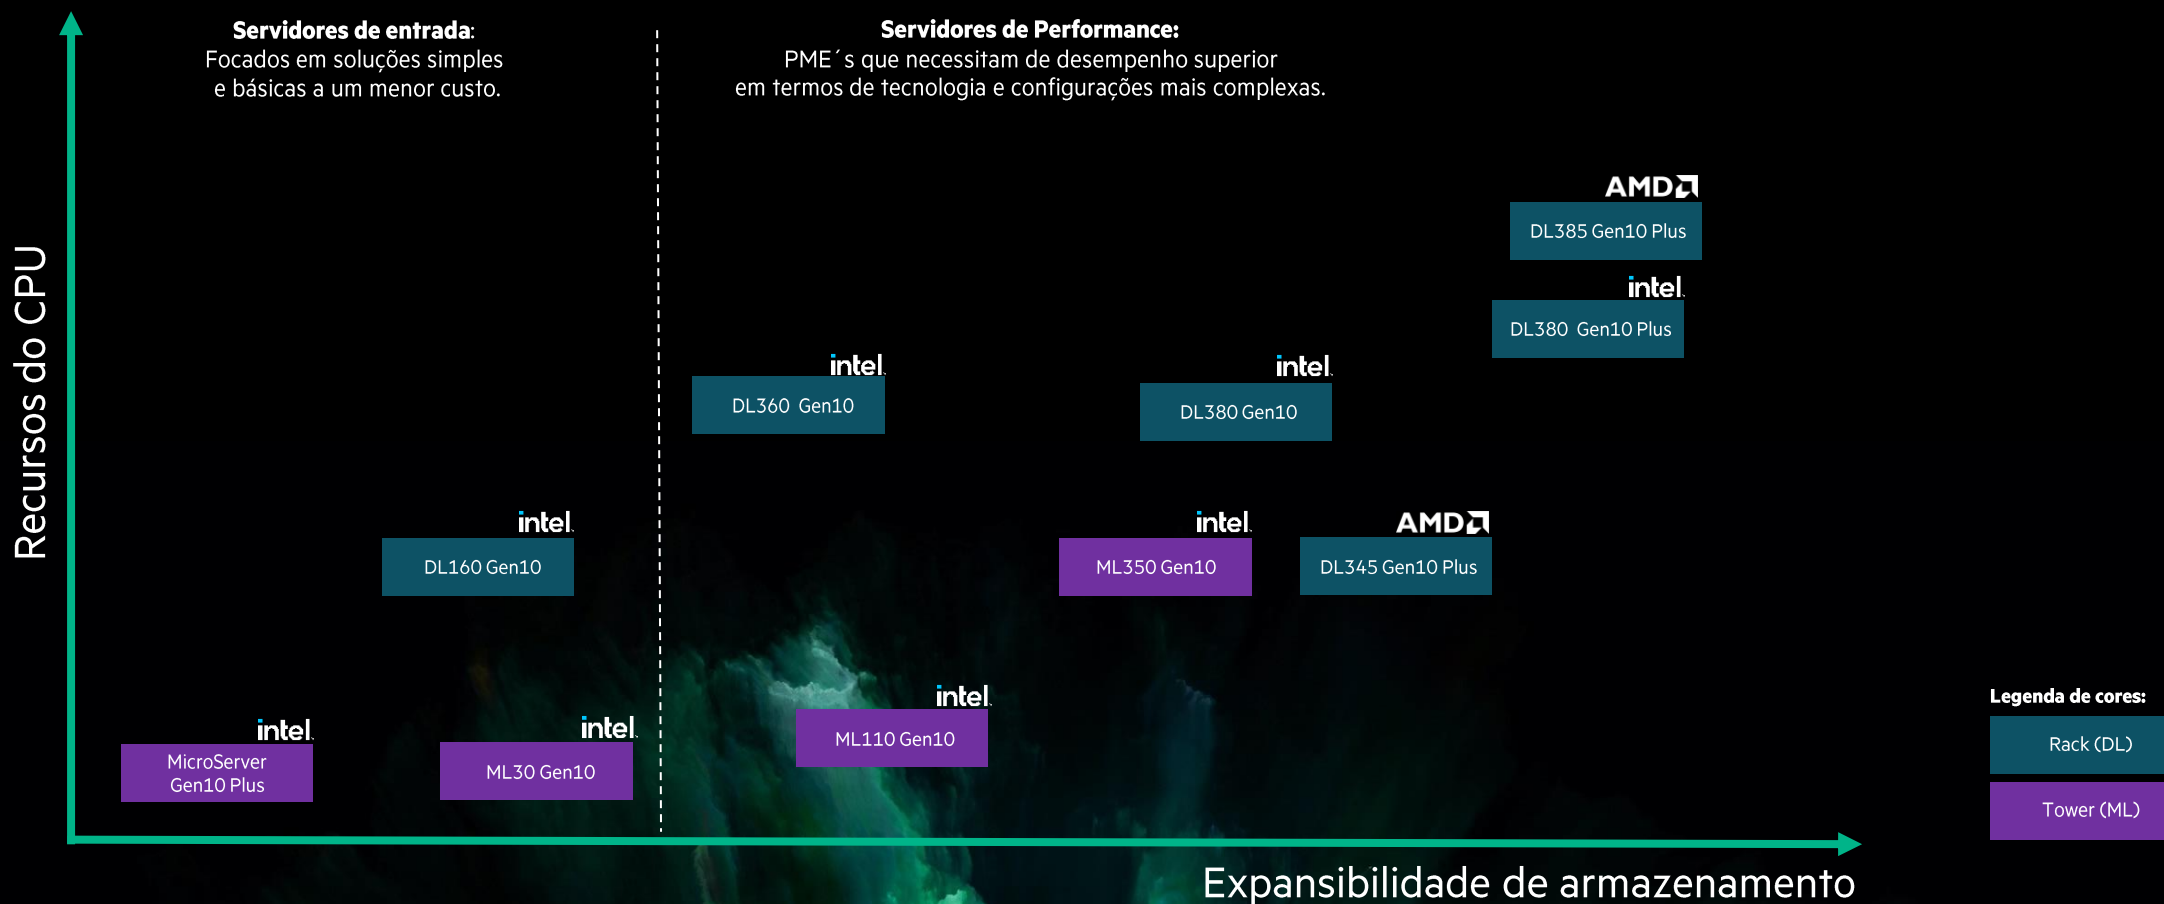 Servidores de entrada:
Focados em soluções simples
e básicas a um menor custo.
Servidores de Performance:
PME´s que necessitam de desempenho superior
em termos de tecnologia e configurações mais complexas.
Recursos do CPU
AMD
DL385 Gen10 Plus
intel
DL380 Gen10 Plus
intel
DL360 Gen10
intel
DL380 Gen10
intel
DL160 Gen10
intel
ML350 Gen10
AMD
DL345 Gen10 Plus
intel
MicroServer
Gen10 Plus
intel
ML30 Gen10
intel
ML110 Gen10
Legenda de cores:
Rack (DL)
Tower (ML)
Expansibilidade de armazenamento